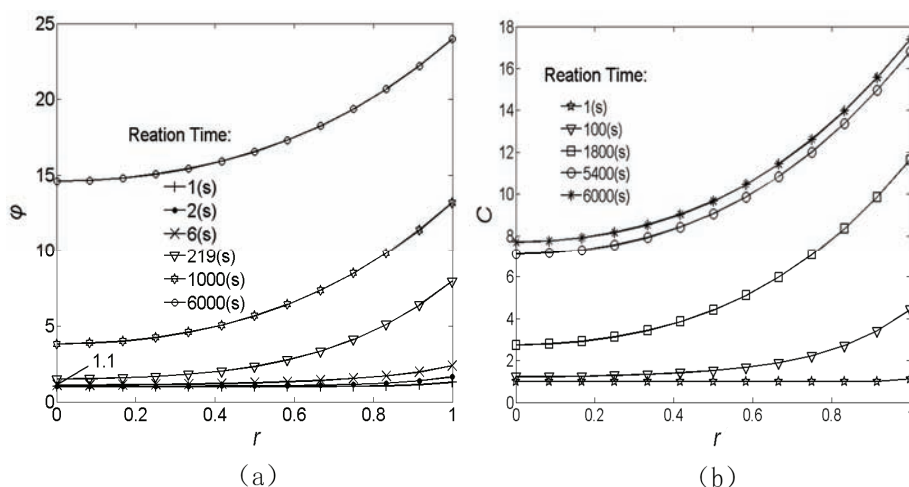 25
20
15
10
5
0
φ
Reation Time:
1(s)
2(s)
6(s)
219(s)
1000(s)
6000(s)
1.1
0
0.2
0.4
0.6
0.8
1
r
(a)
18
16
14
12
10
8
6
4
2
0
C
Reation Time:
1(s)
100(s)
1800(s)
5400(s)
6000(s)
0
0.2
0.4
0.6
0.8
1
r
(b)